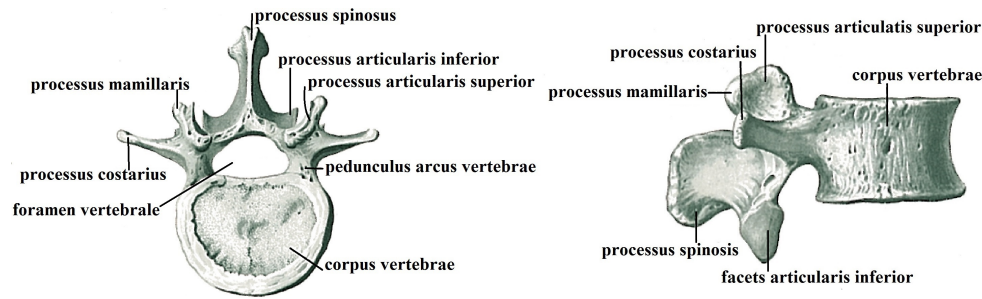 processus spinosus
processus articularis inferior
processus mamillaris
processus articularis superior
processus costarius
pedunculus arcus vertebrae
foramen vertebrale
corpus vertebrae
processus articulatis superior
processus costarius
corpus vertebrae
processus mamillaris
processus spinosis
facets articularis inferior